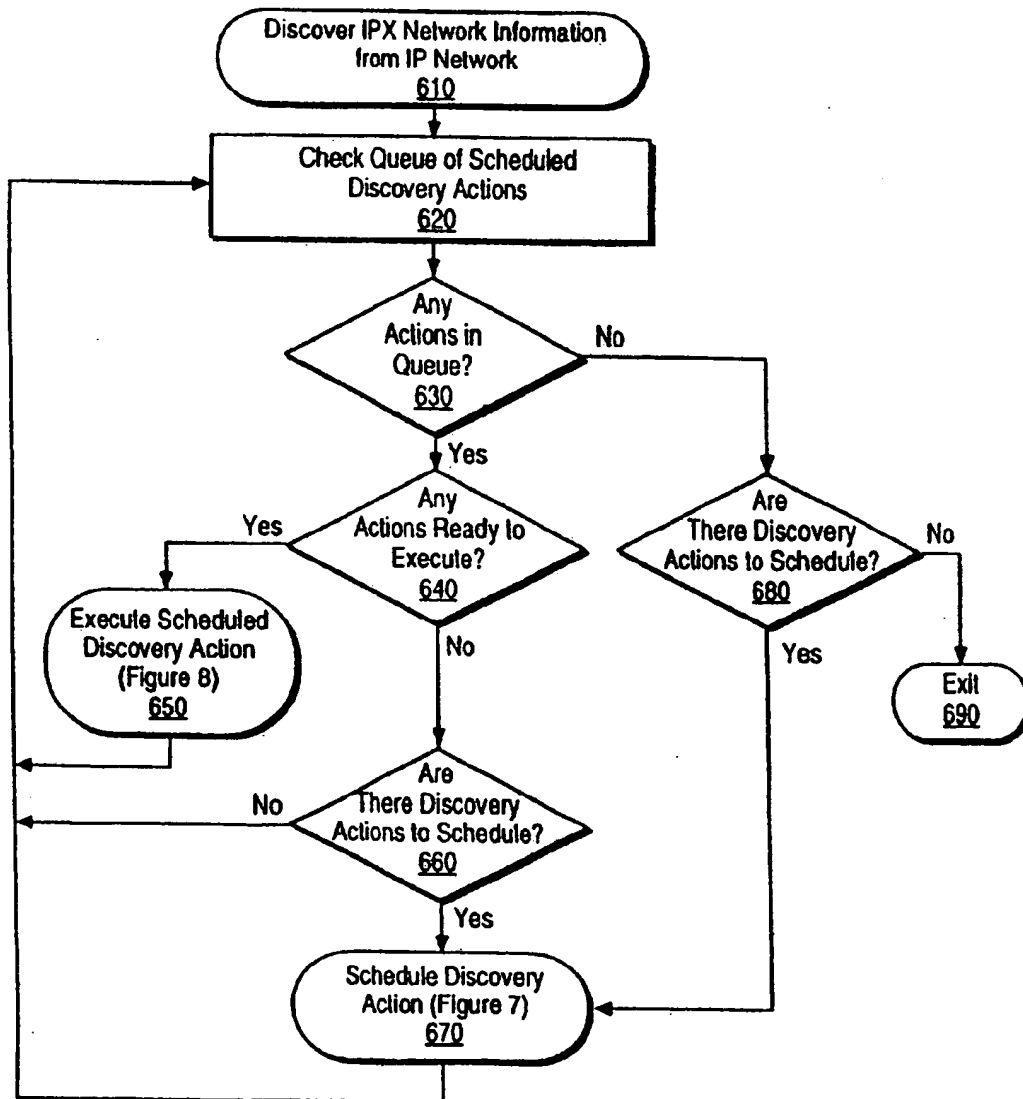 Discover IPX Network Information
from IP Network
610
Check Queue of Scheduled
Discovery Actions
620
Any
Actions in
Queue?
630
No
Yes
Any
Actions Ready to
Execute?
640
Yes
No
Are
There Discovery
Actions to Schedule?
680
No
Yes
Execute Scheduled
Discovery Action
(Figure 8)
650
Exit
690
Are
There Discovery
Actions to Schedule?
660
No
Yes
Schedule Discovery
Action (Figure 7)
670